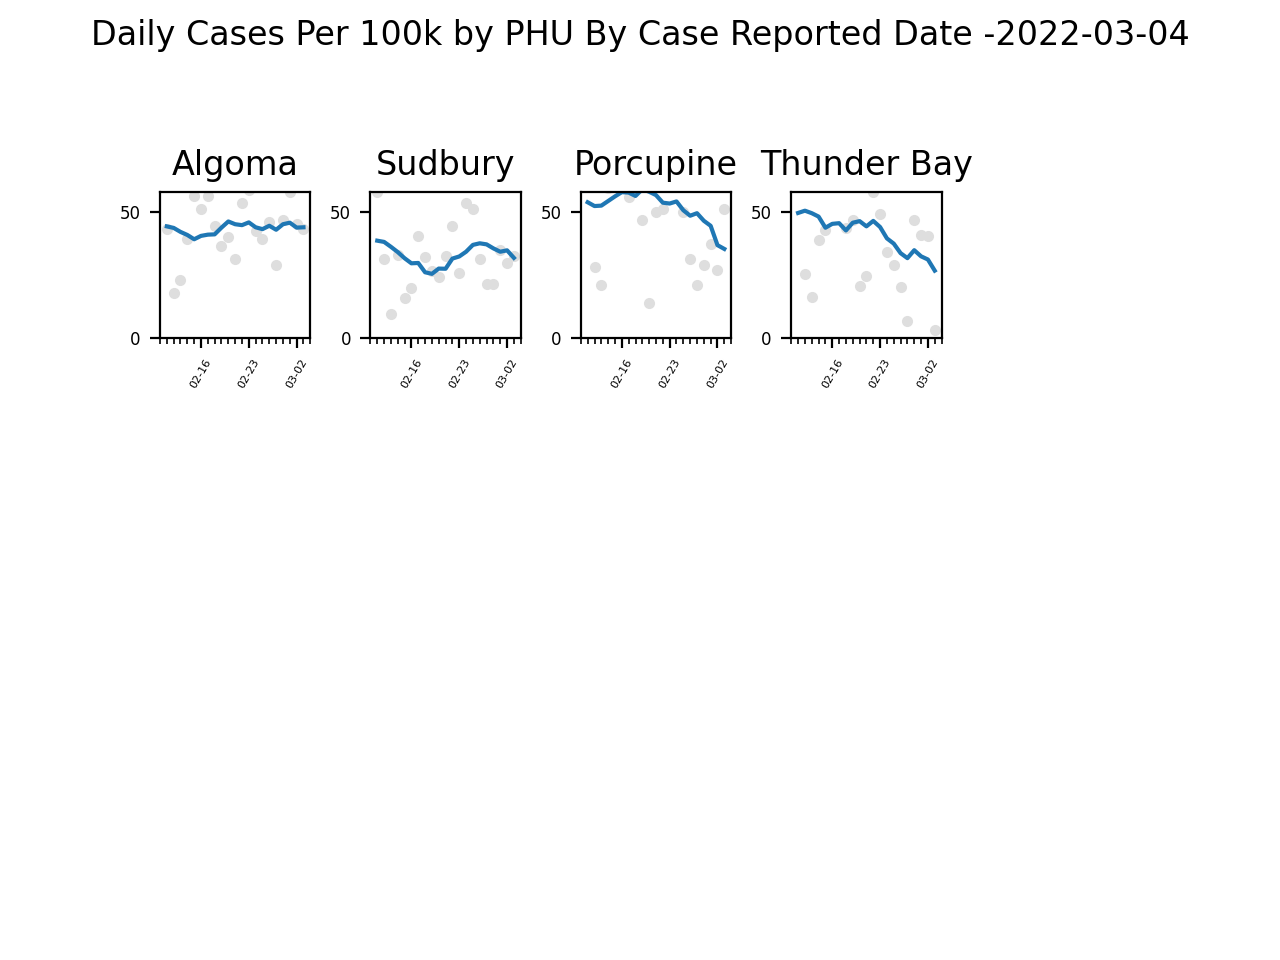 Daily Cases Per 100k by PHU By Case Reported Date -2022-03-04
Algoma Sudbury Porcupine Thunder Bay
50 50 50 50
0 0 0 0
02-16 02-23 03-02 02-16 02-23 03-02 02-16 02-23 03-02 02-16 02-23 03-02